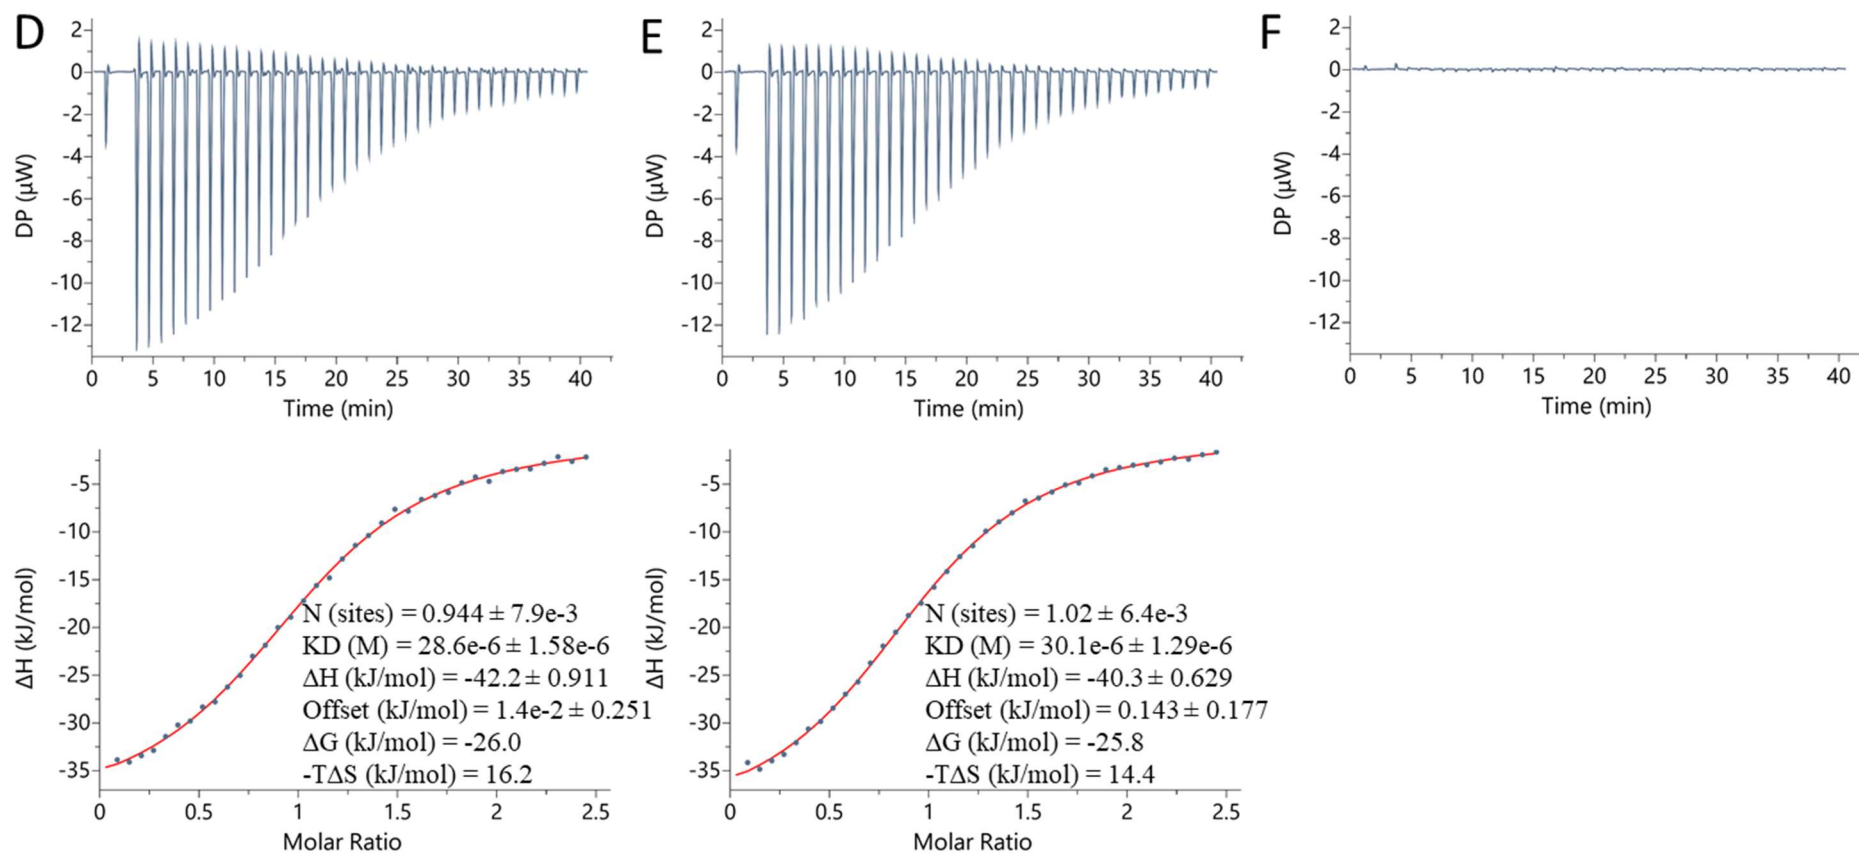 D
2
0
-2
-4
-6
-8
-10
-12
DP (µW)
0 5 10 15 20 25 30 35 40
Time (min)
E
2
0
-2
-4
-6
-8
-10
-12
DP (µW)
0 5 10 15 20 25 30 35 40
Time (min)
F
2
0
-2
-4
-6
-8
-10
-12
DP (µW)
0 5 10 15 20 25 30 35 40
Time (min)
-5
-10
-15
-20
-25
-30
-35
ΔH (kJ/mol)
N (sites) = 0.944 ± 7.9e-3
KD (M) = 28.6e-6 ± 1.58e-6
ΔH (kJ/mol) = -42.2 ± 0.911
Offset (kJ/mol) = 1.4e-2 ± 0.251
ΔG (kJ/mol) = -26.0
-TΔS (kJ/mol) = 16.2
0 0.5 1 1.5 2 2.5
Molar Ratio
-5
-10
-15
-20
-25
-30
-35
ΔH (kJ/mol)
N (sites) = 1.02 ± 6.4e-3
KD (M) = 30.1e-6 ± 1.29e-6
ΔH (kJ/mol) = -40.3 ± 0.629
Offset (kJ/mol) = 0.143 ± 0.177
ΔG (kJ/mol) = -25.8
-TΔS (kJ/mol) = 14.4
0 0.5 1 1.5 2 2.5
Molar Ratio